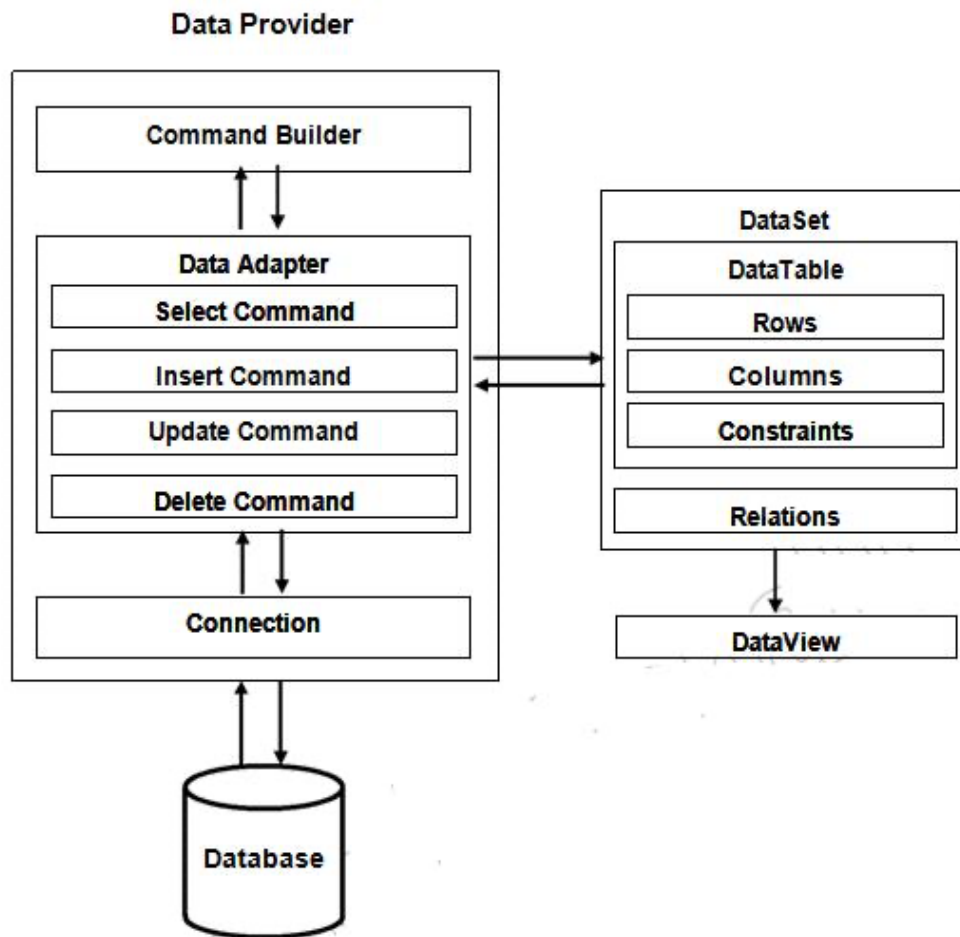 Data Provider
Command Builder
Data Adapter
Select Command
Insert Command
Update Command
Delete Command
Connection
Database
DataSet
DataTable
Rows
Columns
Constraints
Relations
DataView